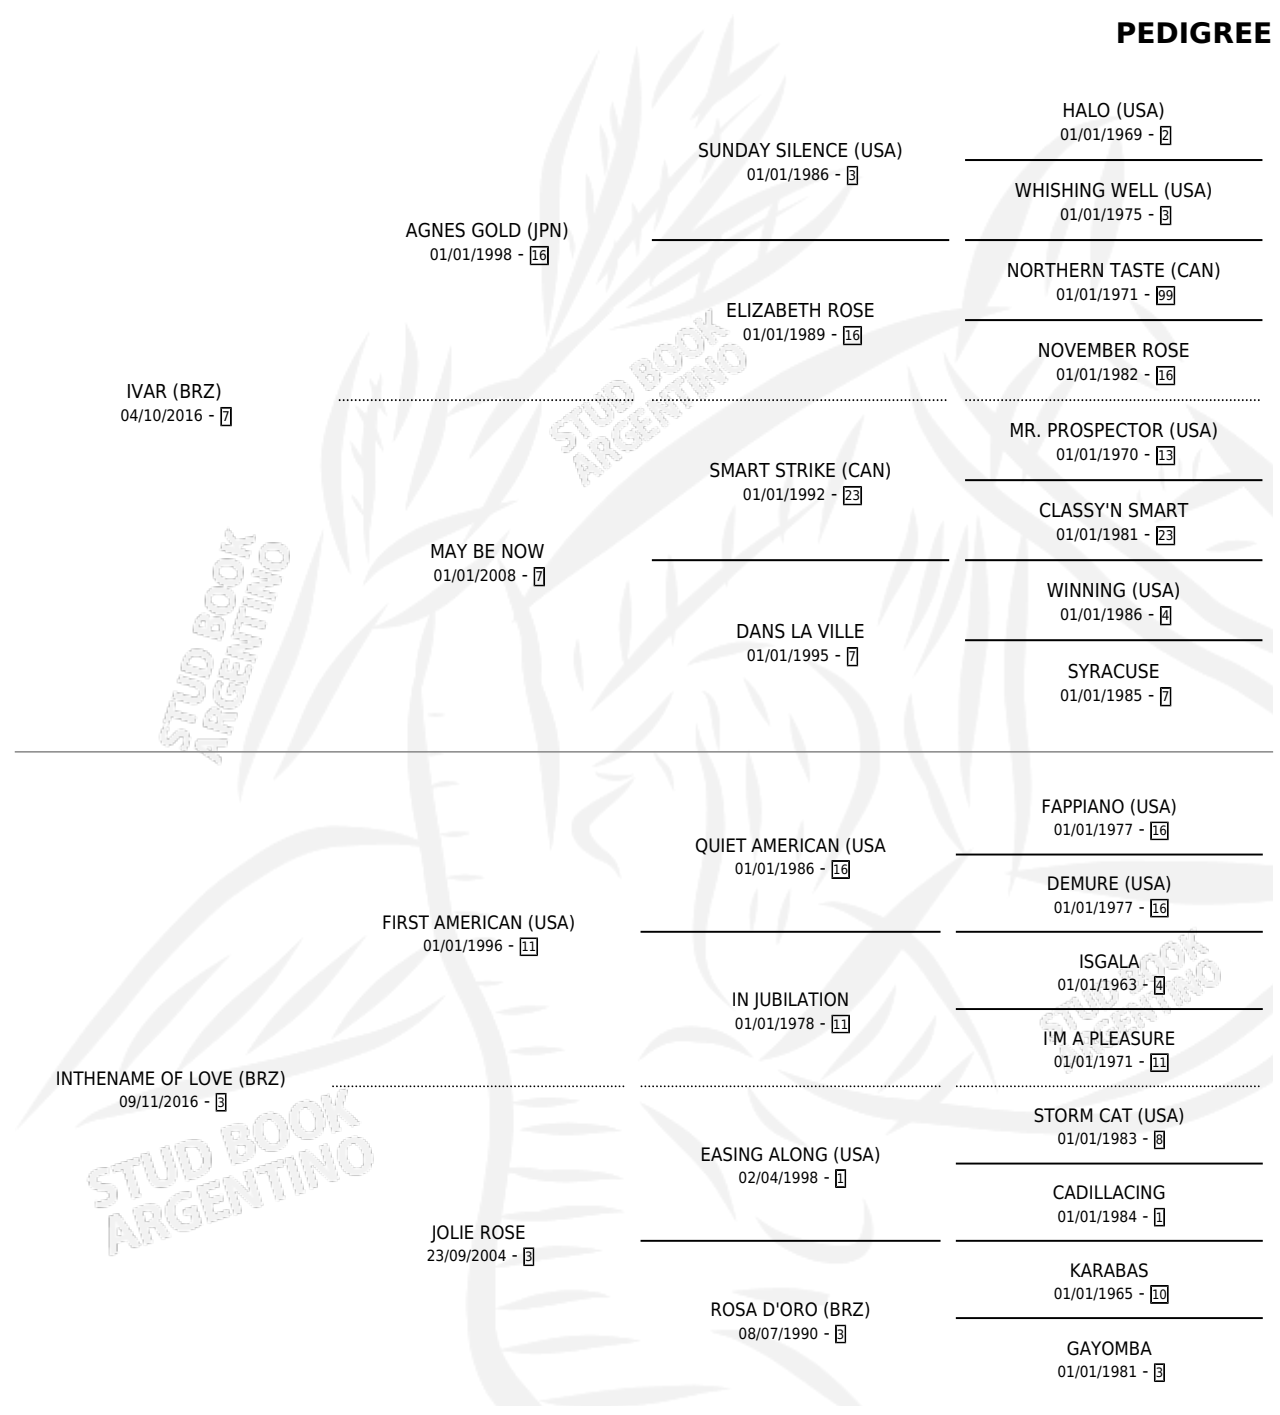 PEDIGREE
HALO (USA)
01/01/1969 - 2
SUNDAY SILENCE (USA)
01/01/1986 - 3
WHISHING WELL (USA)
01/01/1975 - 3
AGNES GOLD (JPN)
01/01/1998 - 16
NORTHERN TASTE (CAN)
01/01/1971 - 99
ELIZABETH ROSE
01/01/1989 - 16
NOVEMBER ROSE
01/01/1982 - 16
IVAR (BRZ)
04/10/2016 - 7
MR. PROSPECTOR (USA)
01/01/1970 - 13
SMART STRIKE (CAN)
01/01/1992 - 23
CLASSY'N SMART
01/01/1981 - 23
MAY BE NOW
01/01/2008 - 7
WINNING (USA)
01/01/1986 - 4
DANS LA VILLE
01/01/1995 - 7
SYRACUSE
01/01/1985 - 7
FAPPIANO (USA)
01/01/1977 - 16
QUIET AMERICAN (USA
01/01/1986 - 16
DEMURE (USA)
01/01/1977 - 16
FIRST AMERICAN (USA)
01/01/1996 - 11
ISGALA
01/01/1963 - 4
IN JUBILATION
01/01/1978 - 11
I'M A PLEASURE
01/01/1971 - 11
INTHENAME OF LOVE (BRZ)
09/11/2016 - 3
STORM CAT (USA)
01/01/1983 - 8
EASING ALONG (USA)
02/04/1998 - 1
CADILLACING
01/01/1984 - 1
JOLIE ROSE
23/09/2004 - 3
KARABAS
01/01/1965 - 10
ROSA D'ORO (BRZ)
08/07/1990 - 3
GAYOMBA
01/01/1981 - 3
STUD BOOK
ARGENTINO
STUD BOOK
ARGENTINO
STUD BOOK
ARGENTINO
STUD BOOK
ARGENTINO